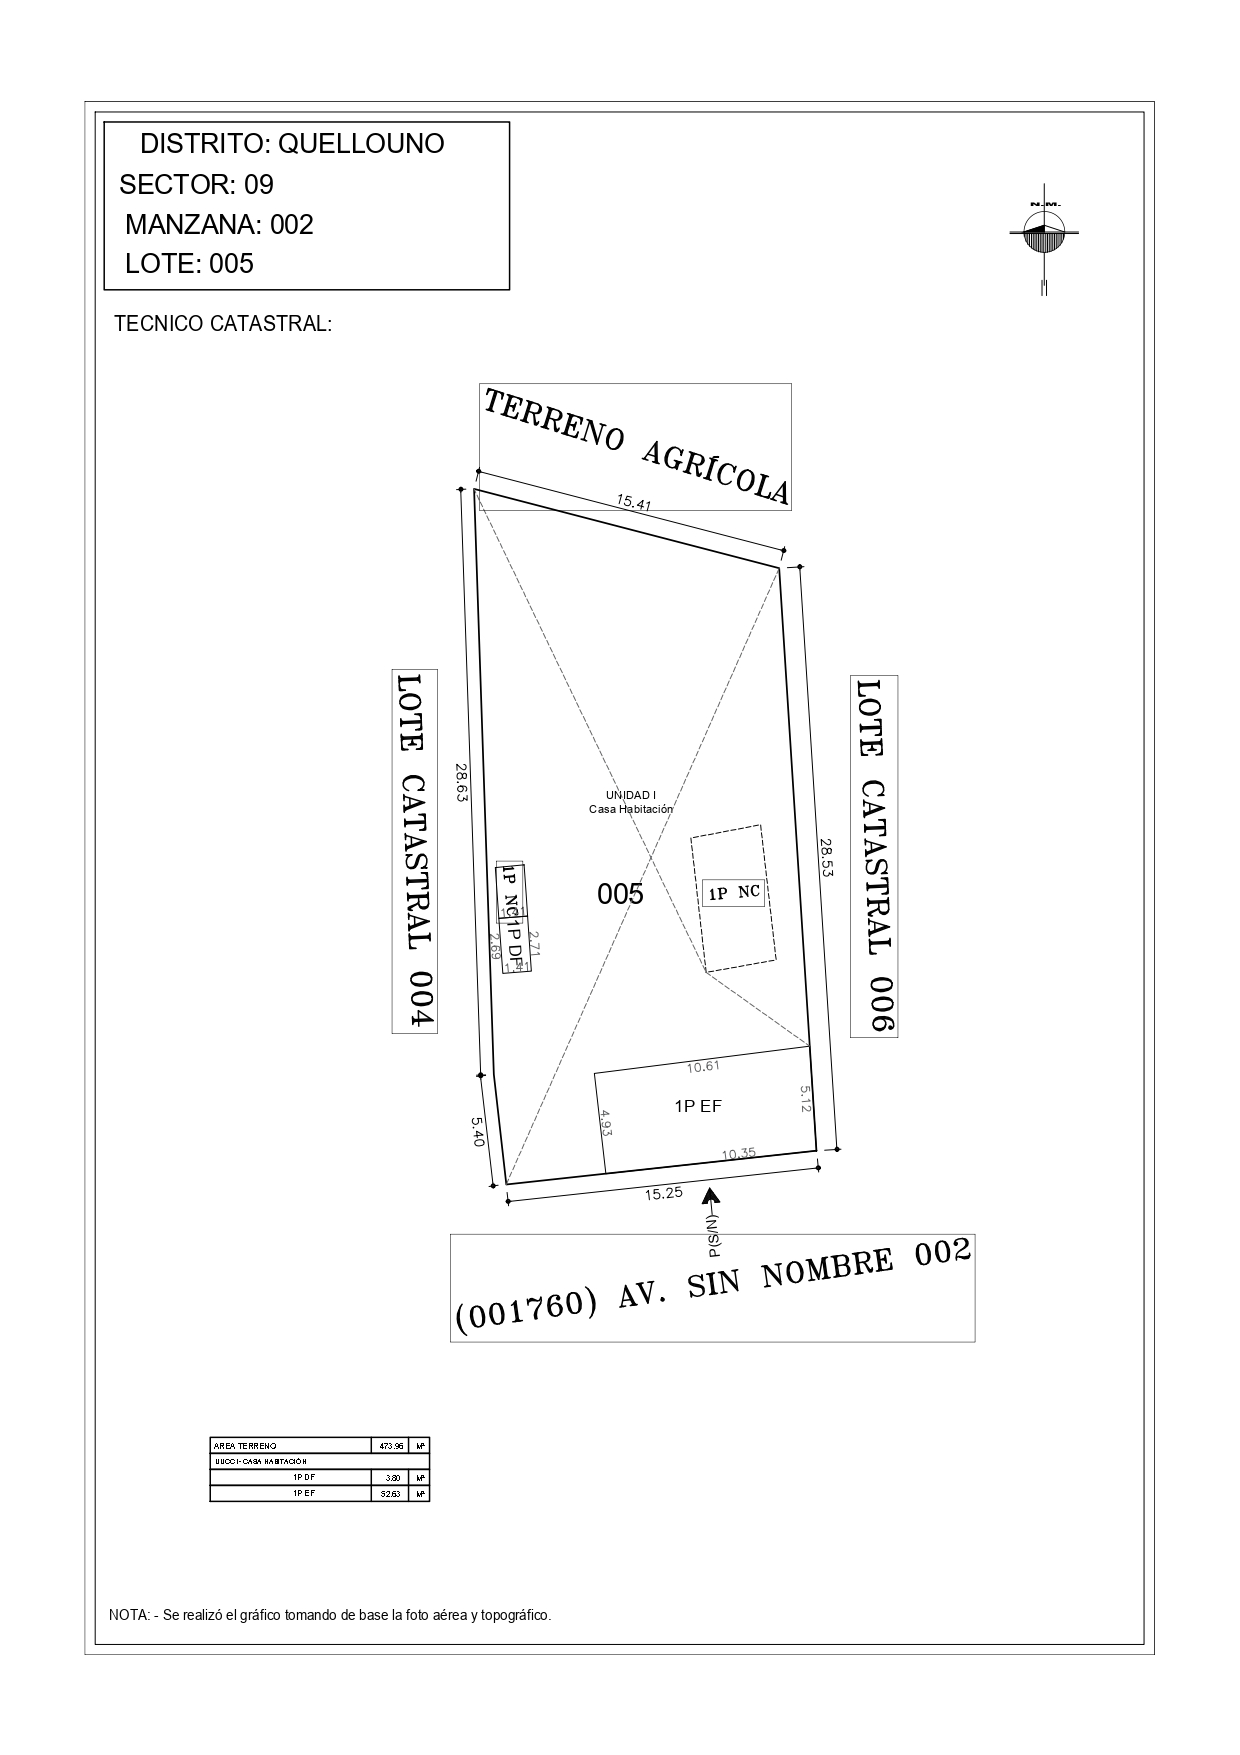 DISTRITO: QUELLOUNO
SECTOR: 09
MANZANA: 002
LOTE: 005
N.M.
TECNICO CATASTRAL:
TERRENO AGRÍCOLA
15.41
LOTE CATASTRAL 004
28.63
UNIDAD I
Casa Habitación
005
1P NC
28.53
LOTE CATASTRAL 006
1P NC
1.41
1P DF
2.69
2.71
1.41
10.61
1P EF
4.93
5.12
10.35
5.40
15.25
P(S/N)
(001760) AV. SIN NOMBRE 002
AREA TERRENO 473.96 M²
UUCC I- CASA HABITACIÓN
1P DF 3.80 M²
1P EF 52.63 M²
NOTA: - Se realizó el gráfico tomando de base la foto aérea y topográfico.